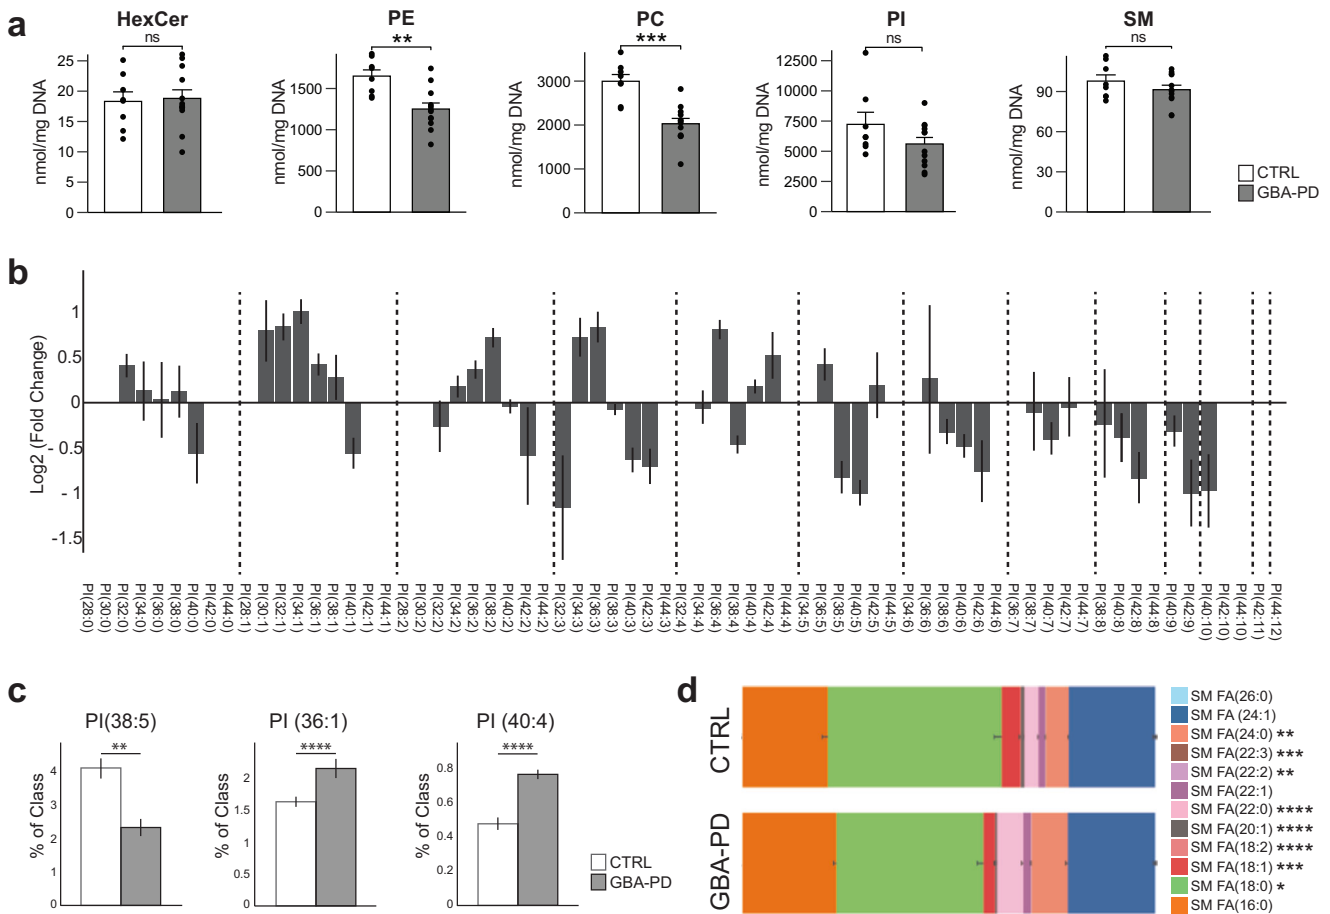 a
HexCer
ns
nmol/mg DNA
25
20
15
10
5
0
PE
**
nmol/mg DNA
1500
1000
500
0
PC
***
nmol/mg DNA
3000
2000
1000
0
PI
ns
nmol/mg DNA
12500
10000
7500
5000
2500
0
SM
ns
nmol/mg DNA
90
60
30
0
CTRL
GBA-PD
b
Log2 (Fold Change)
1
0.5
0
- 0.5
- 1
-1.5
PI(28:0)
PI(30:0)
PI(32:0)
PI(34:0)
PI(36:0)
PI(38:0)
PI(40:0)
PI(42:0)
PI(44:0)
PI(28:1)
PI(30:1)
PI(32:1)
PI(34:1)
PI(36:1)
PI(38:1)
PI(40:1)
PI(42:1)
PI(44:1)
PI(28:2)
PI(30:2)
PI(32:2)
PI(34:2)
PI(36:2)
PI(38:2)
PI(40:2)
PI(42:2)
PI(44:2)
PI(32:3)
PI(34:3)
PI(36:3)
PI(38:3)
PI(40:3)
PI(42:3)
PI(44:3)
PI(32:4)
PI(34:4)
PI(36:4)
PI(38:4)
PI(40:4)
PI(42:4)
PI(44:4)
PI(34:5)
PI(36:5)
PI(38:5)
PI(40:5)
PI(42:5)
PI(44:5)
PI(34:6)
PI(36:6)
PI(38:6)
PI(40:6)
PI(42:6)
PI(44:6)
PI(36:7)
PI(38:7)
PI(40:7)
PI(42:7)
PI(44:7)
PI(38:8)
PI(40:8)
PI(42:8)
PI(44:8)
PI(40:9)
PI(42:9)
PI(40:10)
PI(42:10)
PI(44:10)
PI(42:11)
PI(44:12)
c
PI(38:5)
**
% of Class
4
3
2
1
0
PI (36:1)
****
% of Class
2
1.5
1
0.5
0
PI (40:4)
****
% of Class
0.8
0.6
0.4
0.2
0
CTRL
GBA-PD
d
CTRL
GBA-PD
SM FA(26:0)
SM FA (24:1)
SM FA(24:0) **
SM FA(22:3) ***
SM FA(22:2) **
SM FA(22:1)
SM FA(22:0) ****
SM FA(20:1) ****
SM FA(18:2) ****
SM FA(18:1) ***
SM FA(18:0) *
SM FA(16:0)